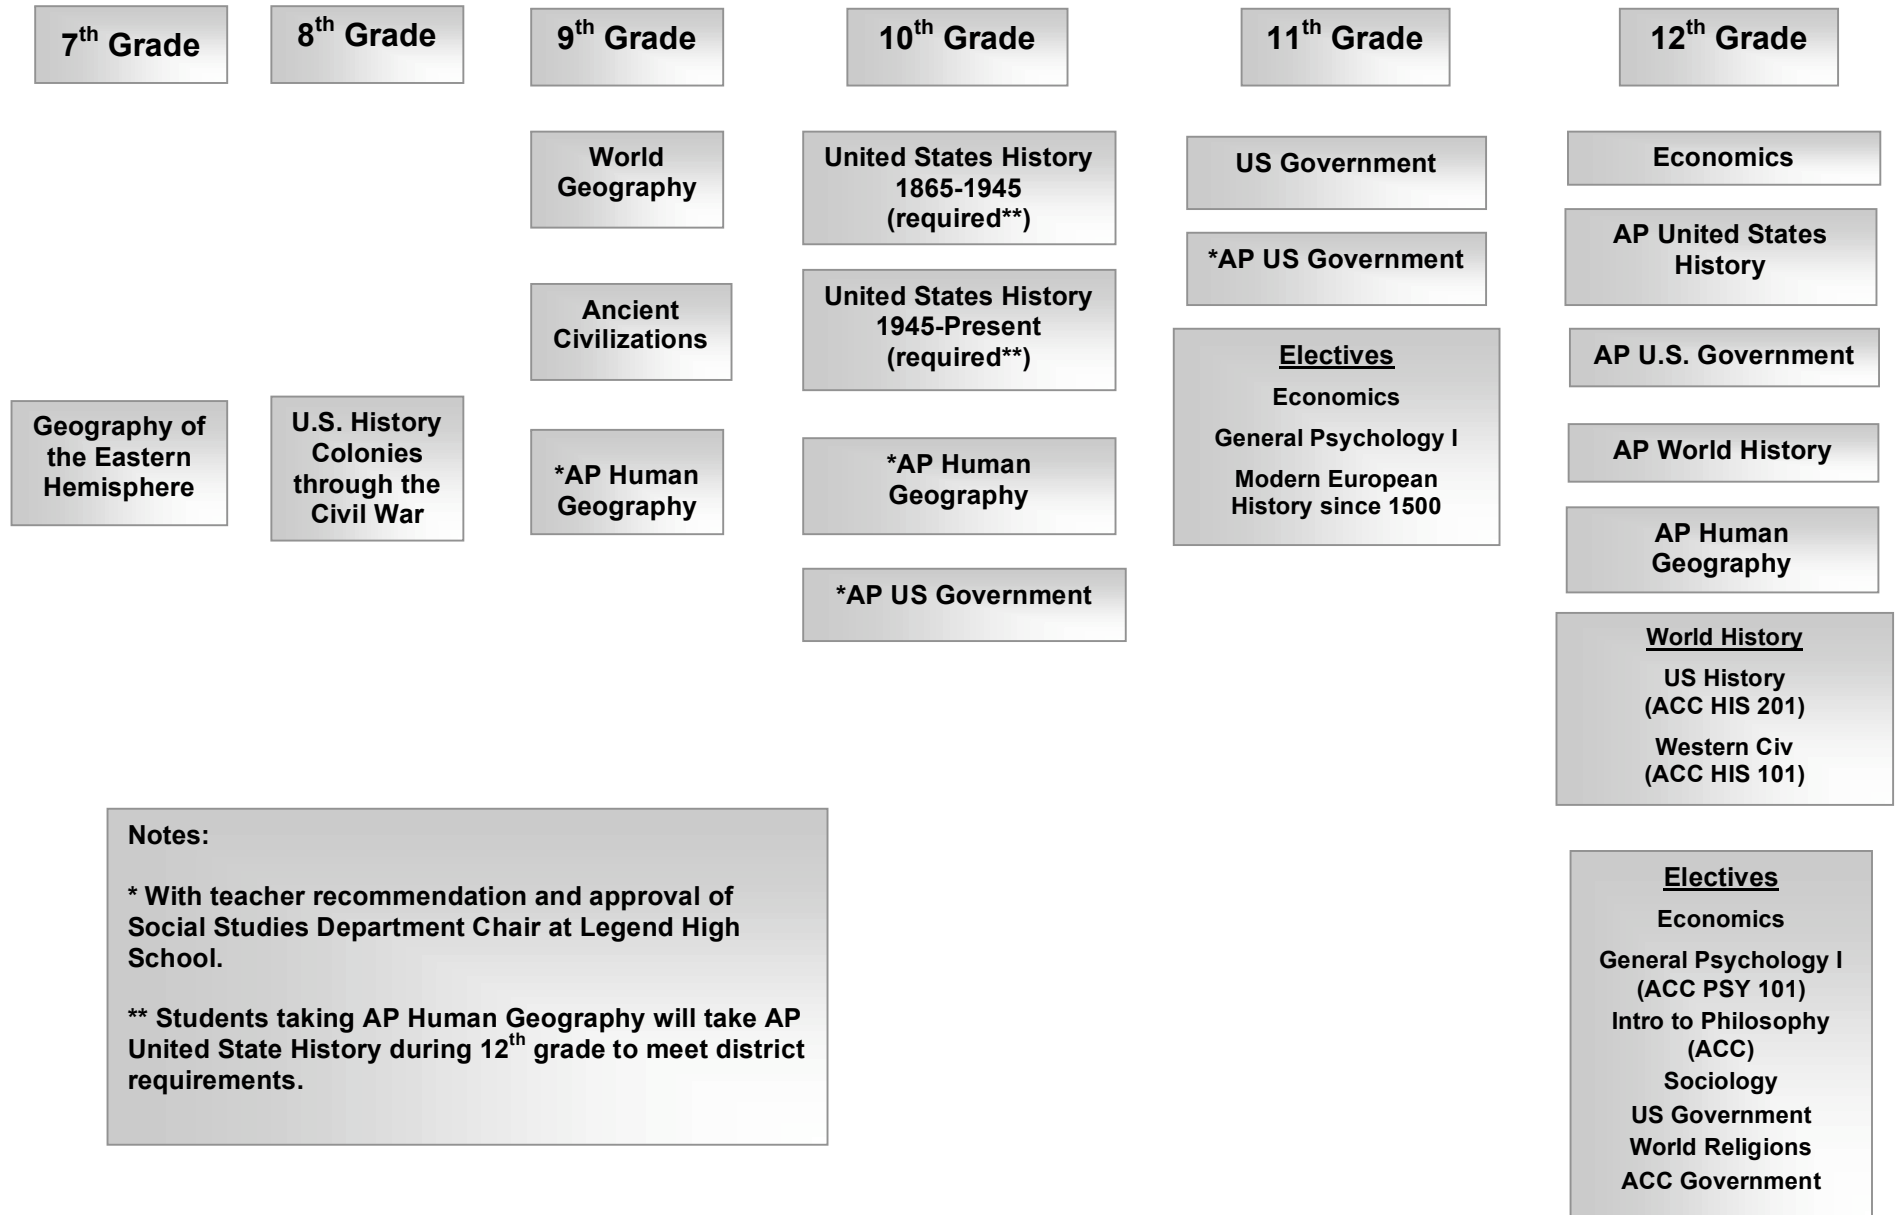 7th Grade
8th Grade
9th Grade
10th Grade
11th Grade
12th Grade
Geography of
the Eastern
Hemisphere
U.S. History
Colonies
through the
Civil War
World
Geography
Ancient
Civilizations
*AP Human
Geography
United States History
1865-1945
(required**)
United States History
1945-Present
(required**)
*AP Human
Geography
*AP US Government
US Government
*AP US Government
Electives
Economics
General Psychology I
Modern European
History since 1500
Economics
AP United States
History
AP U.S. Government
AP World History
AP Human
Geography
World History
US History
(ACC HIS 201)
Western Civ
(ACC HIS 101)
Electives
Economics
General Psychology I
(ACC PSY 101)
Intro to Philosophy
(ACC)
Sociology
US Government
World Religions
ACC Government
Notes:
* With teacher recommendation and approval of
Social Studies Department Chair at Legend High
School.
** Students taking AP Human Geography will take AP
United State History during 12th grade to meet district
requirements.